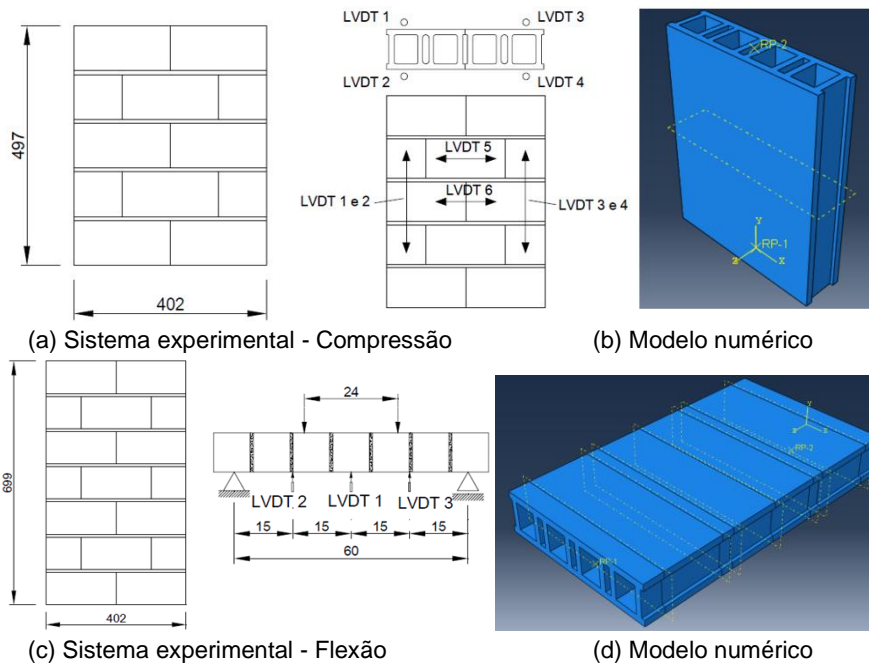 497
402
LVDT 1
LVDT 3
LVDT 2
LVDT 4
LVDT 5
LVDT 6
LVDT 1 e 2
LVDT 3 e 4
RP-2
Y
RP-1
Z
X
(a) Sistema experimental - Compressão
(b) Modelo numérico
699
402
24
LVDT 2
LVDT 1
LVDT 3
15
15
15
15
60
Y
Z
X
RP-2
RP-1
(c) Sistema experimental - Flexão
(d) Modelo numérico